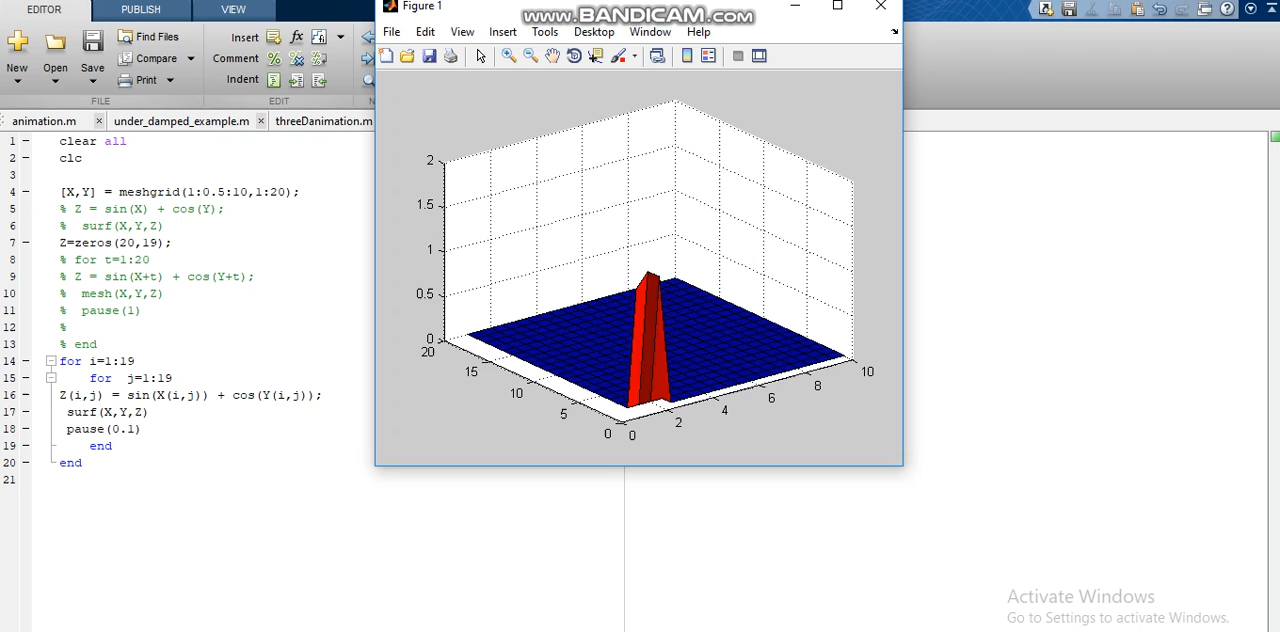 EDITOR PUBLISH VIEW
Figure 1
www.BANDICAM.com
File Edit View Insert Tools Desktop Window Help
New Open Save
Find Files
Compare
Print
FILE
Insert
Comment
Indent
EDIT
animation.m × under_damped_example.m × threeDanimation.m
1 clear all
2 clc
3
4 [X,Y] = meshgrid(1:0.5:10,1:20);
5 % Z = sin(X) + cos(Y);
6 % surf(X,Y,Z)
7 Z=zeros(20,19);
8 % for t=1:20
9 % Z = sin(X+t) + cos(Y+t);
10 % mesh(X,Y,Z)
11 % pause(1)
12 %
13 % end
14 for i=1:19
15 for j=1:19
16 Z(i,j) = sin(X(i,j)) + cos(Y(i,j));
17 surf(X,Y,Z)
18 pause(0.1)
19 end
20 end
21
2
1.5
1
0.5
0
20
15
10
5
0
0
2
4
6
8
10
Activate Windows
Go to Settings to activate Windows.